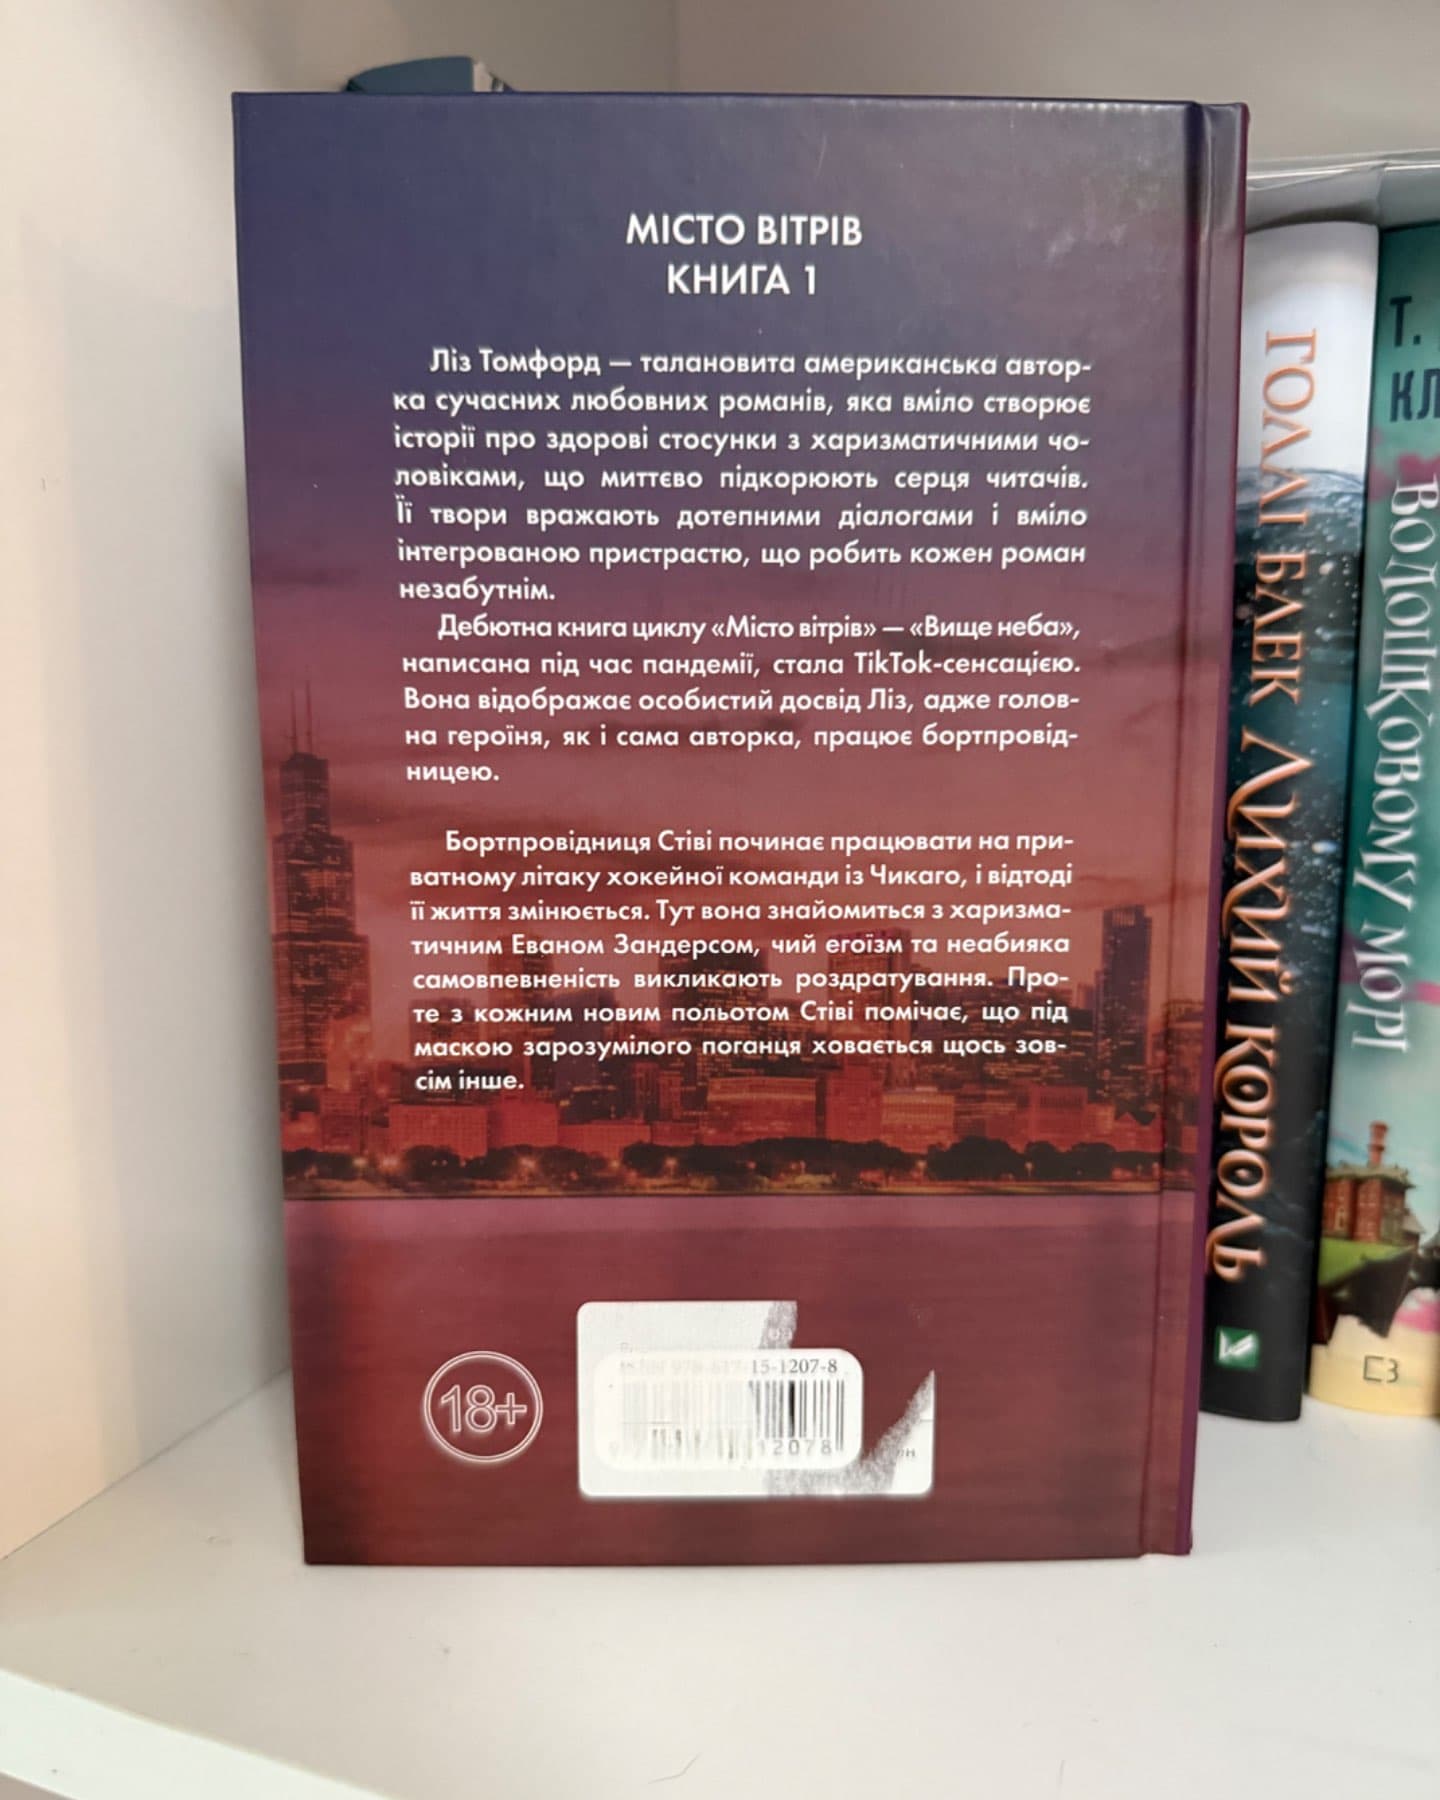 МІСТО ВІТРІВ
КНИГА 1
Ліз Томфорд — талановита американська автор-
ка сучасних любовних романів, яка вміло створює
історії про здорові стосунки з харизматичними чо-
ловіками, що миттєво підкорюють серця читачів.
Її твори вражають дотепними діалогами і вміло
інтегрованою пристрастю, що робить кожен роман
незабутнім.
Дебютна книга циклу «Місто вітрів» — «Вище неба»,
написана під час пандемії, стала TikTok-сенсацією.
Вона відображає особистий досвід Ліз, адже голов-
на героїня, як і сама авторка, працює бортпровід-
ницею.
Бортпровідниця Стіві починає працювати на при-
ватному літаку хокейної команди із Чикаго, і відтоді
її життя змінюється. Тут вона знайомиться з харизма-
тичним Еваном Зандерсом, чий егоїзм та неабияка
самовпевненість викликають роздратування. Про-
те з кожним новим польотом Стіві помічає, що під
маскою зарозумілого поганця ховається щось зов-
сім інше.
18+
15-1207-8
12078
ГОЛЛІ БЛЕК ЛИХИЙ КОРОЛЬ
Т.
ВОЛОШКОВОМУ МОРІ